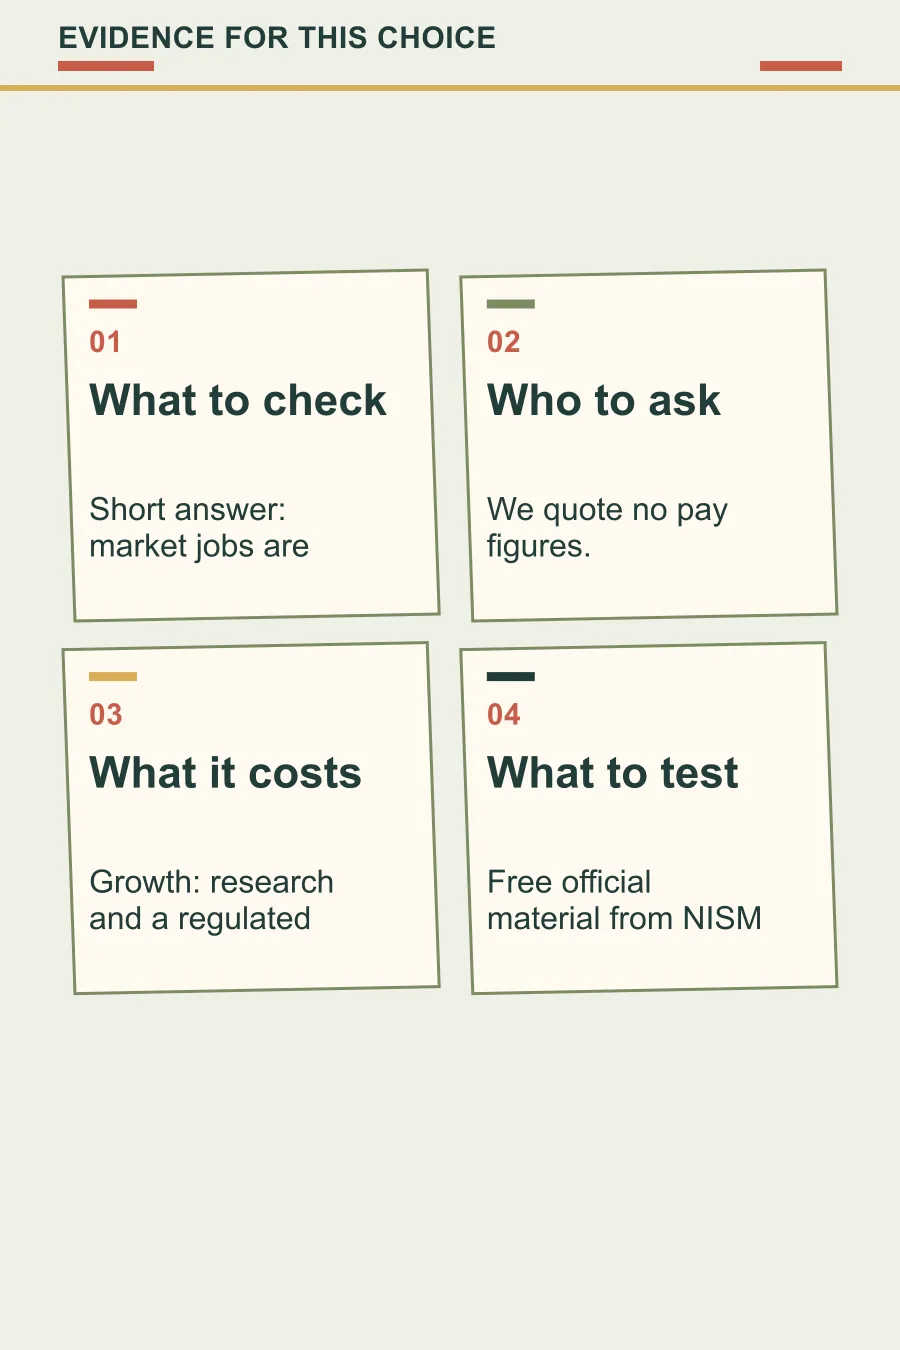 EVIDENCE FOR THIS CHOICE
01
What to check
Short answer:
market jobs are
02
Who to ask
We quote no pay
figures.
03
What it costs
Growth: research
and a regulated
04
What to test
Free official
material from NISM